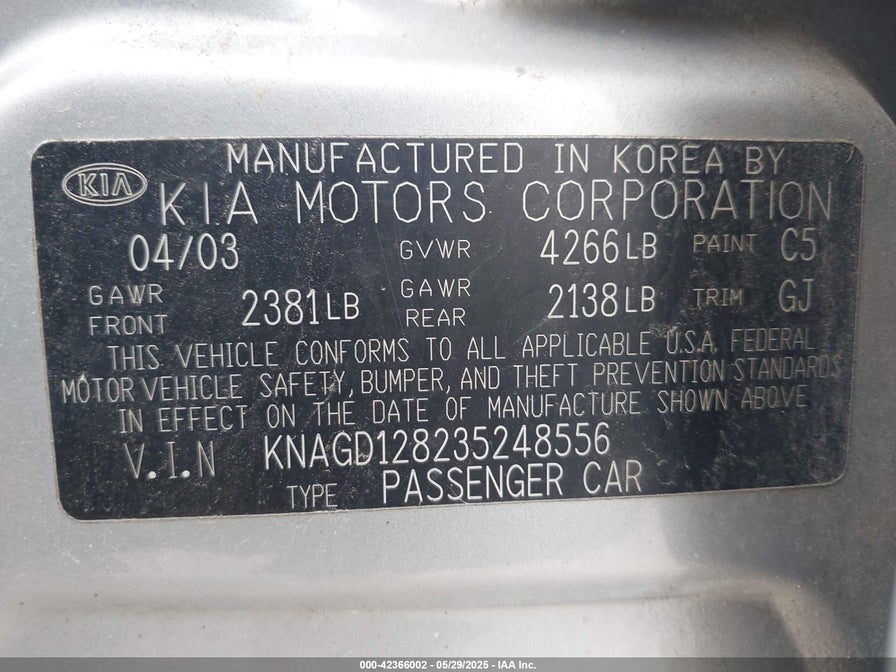 MANUFACTURED IN KOREA BY
KIA
KIA MOTORS CORPORATION
04/03 GVWR 4266LB PAINT C5
GAWR FRONT 2381LB GAWR REAR 2138LB TRIM GJ
THIS VEHICLE CONFORMS TO ALL APPLICABLE U.S.A. FEDERAL
MOTOR VEHICLE SAFETY, BUMPER, AND THEFT PREVENTION STANDARDS
IN EFFECT ON THE DATE OF MANUFACTURE SHOWN ABOVE
V.I.N KNAGD128235248556
TYPE PASSENGER CAR
000-42366002 - 05/29/2025 - IAA Inc.